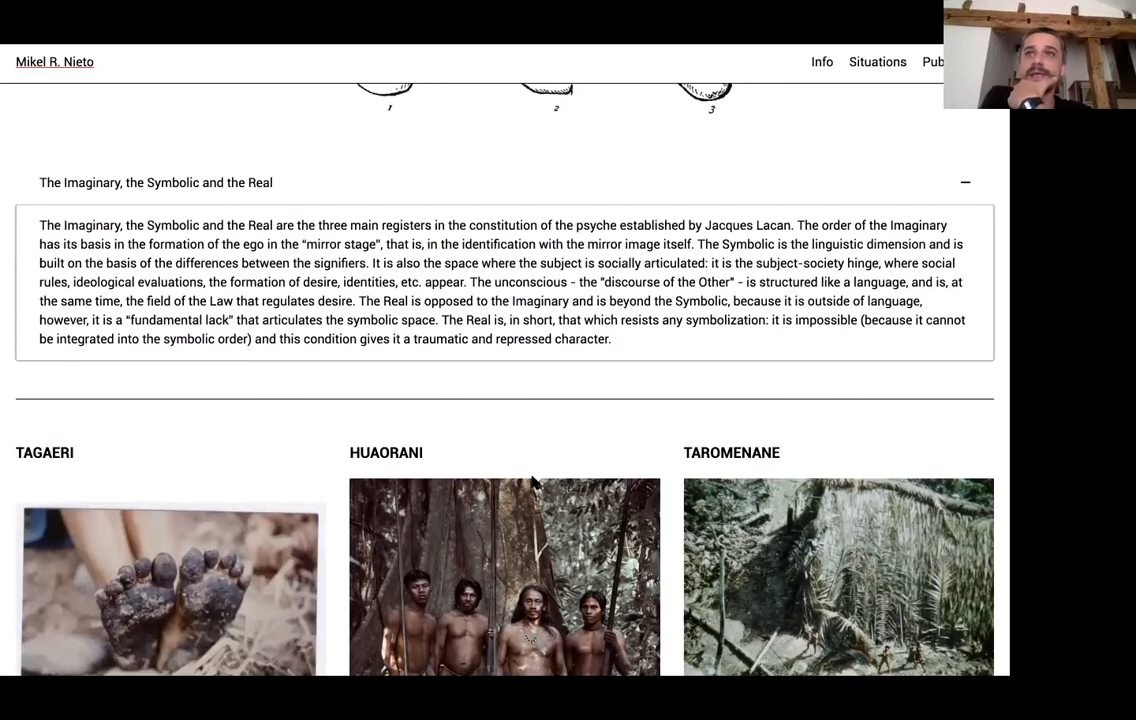 Mikel R. Nieto
Info Situations Pub
1 2 3
The Imaginary, the Symbolic and the Real
The Imaginary, the Symbolic and the Real are the three main registers in the constitution of the psyche established by Jacques Lacan. The order of the Imaginary
has its basis in the formation of the ego in the “mirror stage”, that is, in the identification with the mirror image itself. The Symbolic is the linguistic dimension and is
built on the basis of the differences between the signifiers. It is also the space where the subject is socially articulated: it is the subject-society hinge, where social
rules, ideological evaluations, the formation of desire, identities, etc. appear. The unconscious - the "discourse of the Other" - is structured like a language, and is, at
the same time, the field of the Law that regulates desire. The Real is opposed to the Imaginary and is beyond the Symbolic, because it is outside of language,
however, it is a “fundamental lack” that articulates the symbolic space. The Real is, in short, that which resists any symbolization: it is impossible (because it cannot
be integrated into the symbolic order) and this condition gives it a traumatic and repressed character.
TAGAERI HUAORANI TAROMENANE